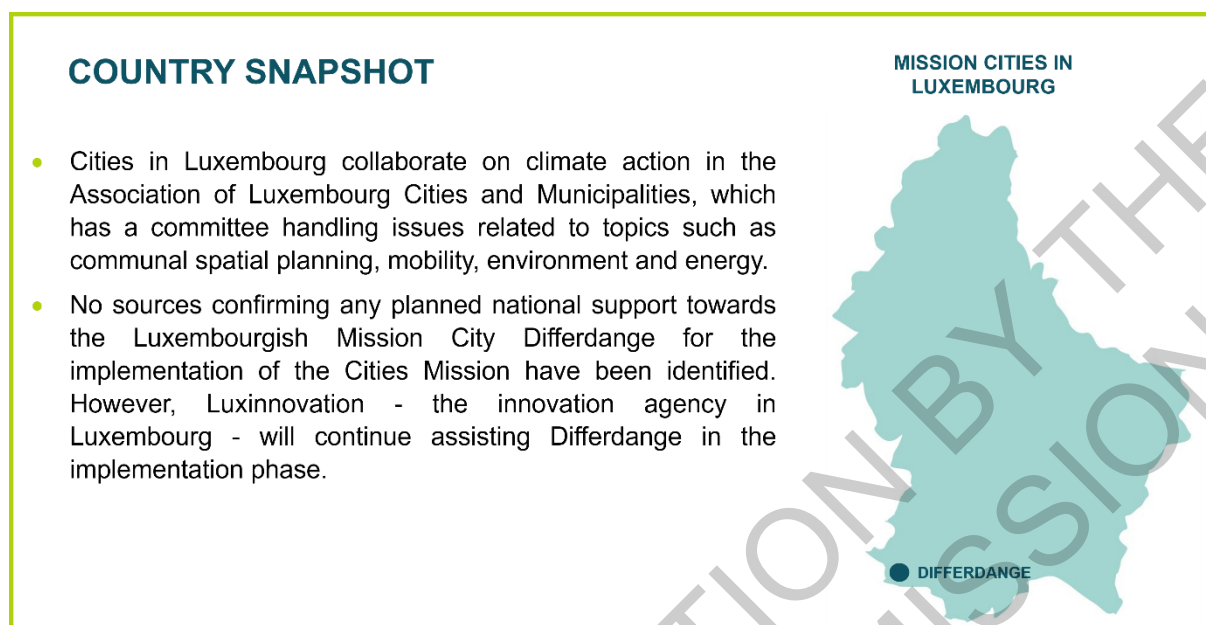 COUNTRY SNAPSHOT
MISSION CITIES IN
LUXEMBOURG
• Cities in Luxembourg collaborate on climate action in the
Association of Luxembourg Cities and Municipalities, which
has a committee handling issues related to topics such as
communal spatial planning, mobility, environment and energy.
• No sources confirming any planned national support towards
the Luxembourgish Mission City Differdange for the
implementation of the Cities Mission have been identified.
However, Luxinnovation - the innovation agency in
Luxembourg - will continue assisting Differdange in the
implementation phase.
DIFFERDANGE
TION BY THE
MISSION